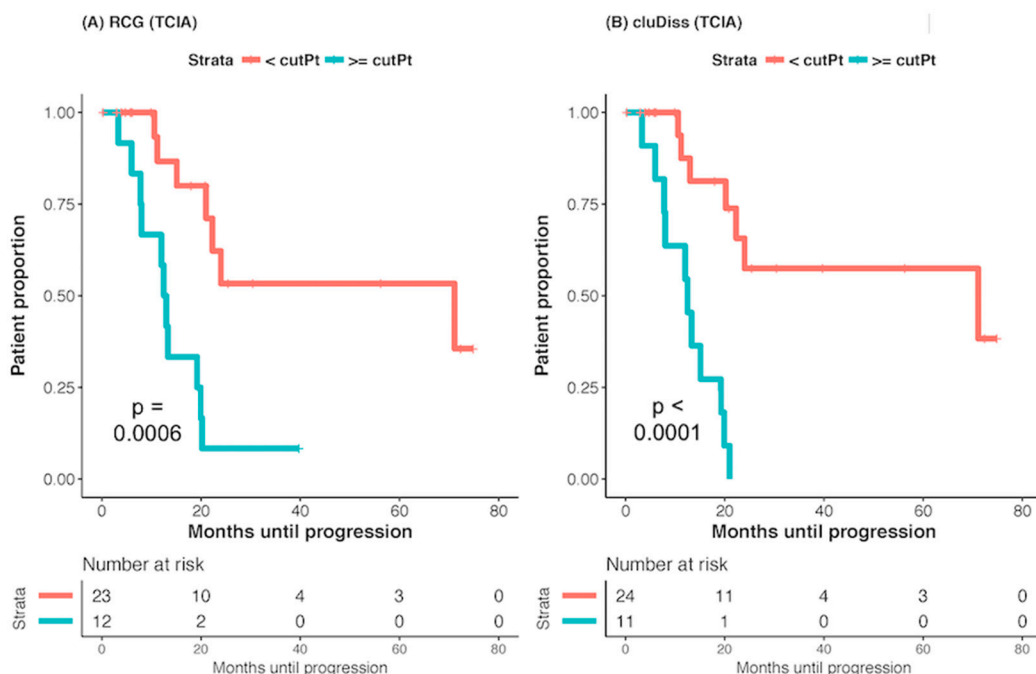 (A) RCG (TCIA)
Strata < cutPt >= cutPt
1.00
0.75
0.50
0.25
0.00
Patient proportion
p =
0.0006
0 20 40 60 80
Months until progression
Number at risk
Strata
23 10 4 3 0
12 2 0 0 0
0 20 40 60 80
Months until progression
(B) cluDiss (TCIA)
Strata < cutPt >= cutPt
1.00
0.75
0.50
0.25
0.00
Patient proportion
p <
0.0001
0 20 40 60 80
Months until progression
Number at risk
Strata
24 11 4 3 0
11 1 0 0 0
0 20 40 60 80
Months until progression